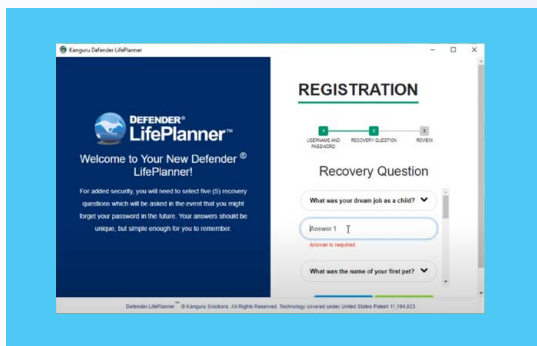 Kanguru Defender LifePlanner
DEFENDER®
LifePlanner™
Welcome to Your New Defender ®
LifePlanner!
For added security, you will need to select five (5) recovery
questions which will be asked in the event that you might
forget your password in the future. Your answers should be
unique, but simple enough for you to remember.
REGISTRATION
1
2
3
USERNAME AND
PASSWORD
RECOVERY QUESTION
REVIEW
Recovery Question
What was your dream job as a child?
Answer 1
Answer is required
What was the name of your first pet?
Defender LifePlanner™ © Kanguru Solutions. All Rights Reserved. Technology covered under United States Patent 11,194,923